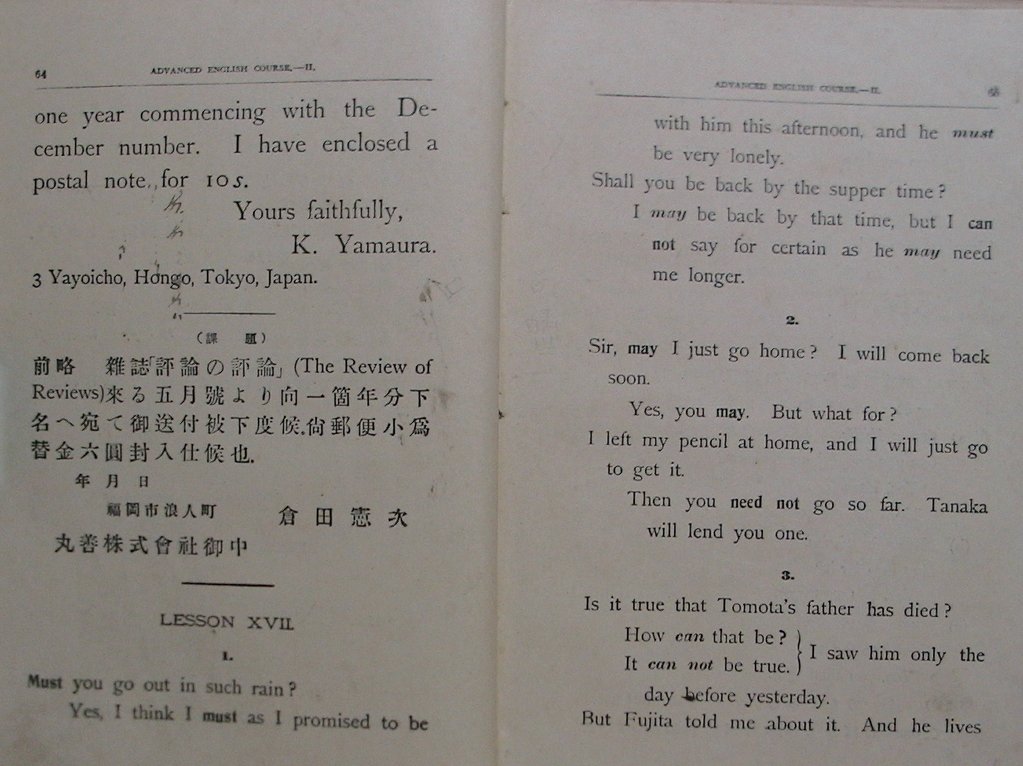 64
ADVANCED ENGLISH COURSE.—II.
one year commencing with the De-
cember number. I have enclosed a
postal note, for 10s.
Yours faithfully,
K. Yamaura.
3 Yayoicho, Hongo, Tokyo, Japan.
(課題)
前略 雜誌「評論の評論」(The Review of
Reviews)來る五月號より向一箇年分下
名へ宛て御送付被下度候.尙郵便小爲
替金六圓封入仕候也.
年月日
福岡市浪人町 倉田憲次
丸善株式會社御中
LESSON XVII
1.
Must you go out in such rain?
Yes, I think I must as I promised to be
ADVANCED ENGLISH COURSE.—II.
65
with him this afternoon, and he must
be very lonely.
Shall you be back by the supper time?
I may be back by that time, but I can
not say for certain as he may need
me longer.
2.
Sir, may I just go home? I will come back
soon.
Yes, you may. But what for?
I left my pencil at home, and I will just go
to get it.
Then you need not go so far. Tanaka
will lend you one.
3.
Is it true that Tomota's father has died?
How can that be?
It can not be true.} I saw him only the
day before yesterday.
But Fujita told me about it. And he lives